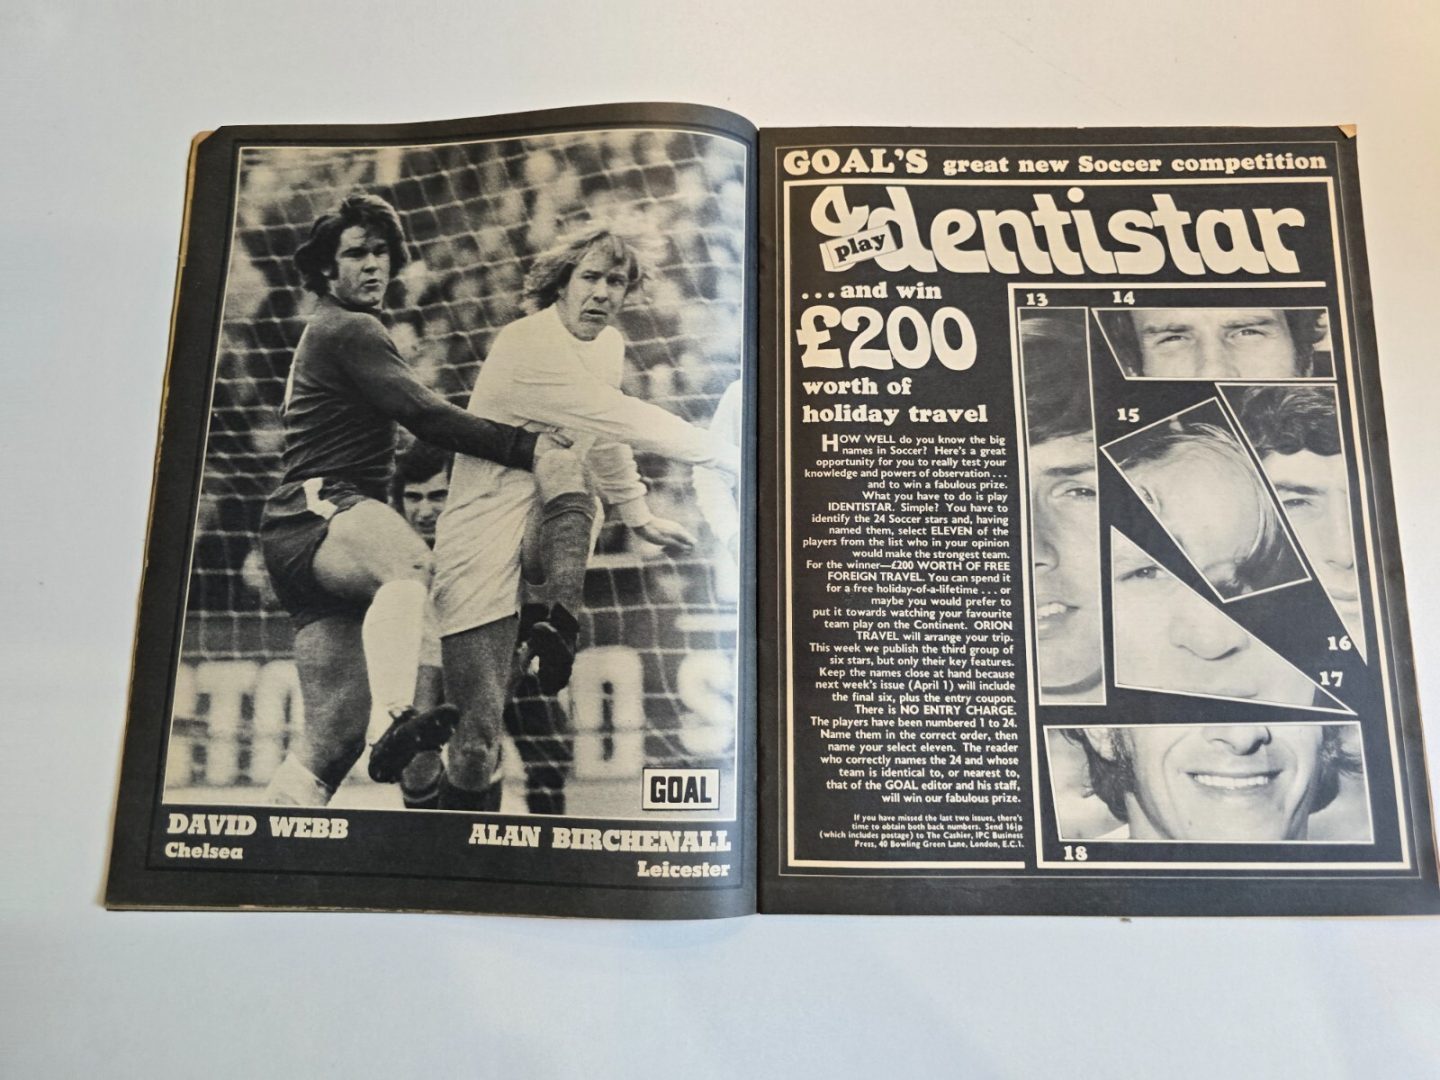 GOAL
DAVID WEBB
Chelsea
ALAN BIRCHENALL
Leicester
GOAL'S great new Soccer competition
play
Identistar
...and win
£200
worth of
holiday travel
HOW WELL do you know the big
names in Soccer? Here's a great
opportunity for you to really test your
knowledge and powers of observation...
and to win a fabulous prize.
What you have to do is play
IDENTISTAR. Simple? You have to
identify the 24 Soccer stars and, having
named them, select ELEVEN of the
players from the list who in your opinion
would make the strongest team.
For the winner—£200 WORTH OF FREE
FOREIGN TRAVEL. You can spend it
for a free holiday-of-a-lifetime...or
maybe you would prefer to
put it towards watching your favourite
team play on the Continent. ORION
TRAVEL will arrange your trip.
This week we publish the third group of
six stars, but only their key features.
Keep the names close at hand because
next week's issue (April 1) will include
the final six, plus the entry coupon.
There is NO ENTRY CHARGE.
The players have been numbered 1 to 24.
Name them in the correct order, then
name your select eleven. The reader
who correctly names the 24 and whose
team is identical to, or nearest to,
that of the GOAL editor and his staff,
will win our fabulous prize.
If you have missed the last two issues, there's
time to obtain both back numbers. Send 16½p
(which includes postage) to The Cashier, IPC Business
Press, 40 Bowling Green Lane, London, E.C.1.
13
14
15
16
17
18